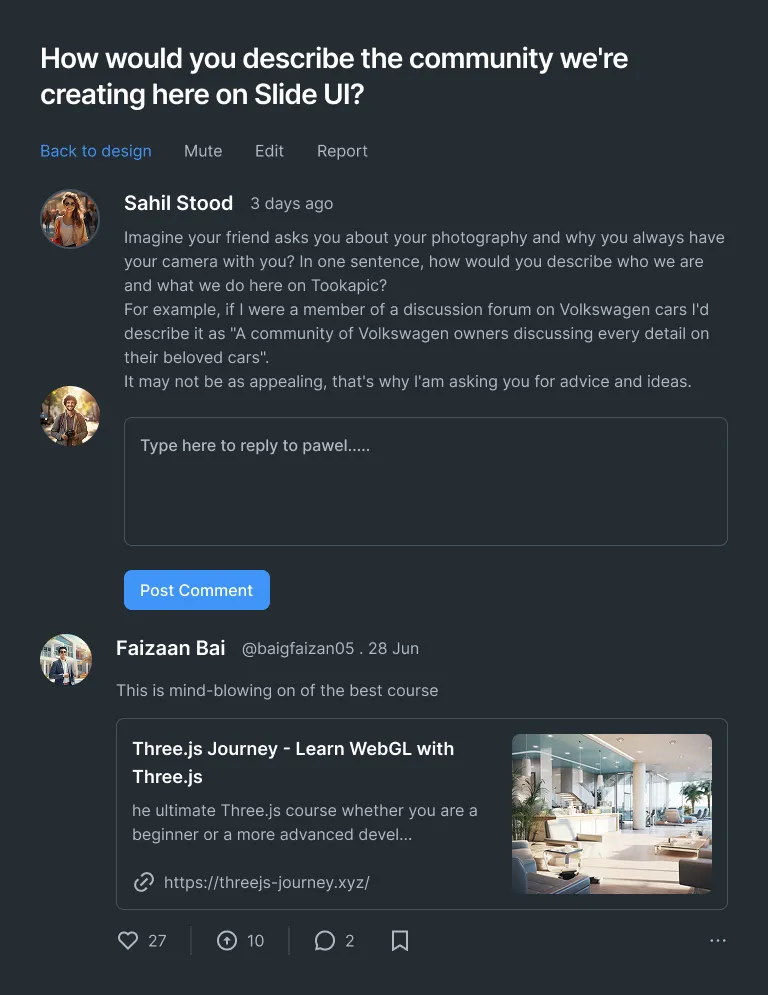 How would you describe the community we're
creating here on Slide UI?
Back to design Mute Edit Report
Sahil Stood 3 days ago
Imagine your friend asks you about your photography and why you always have
your camera with you? In one sentence, how would you describe who we are
and what we do here on Tookapic?
For example, if I were a member of a discussion forum on Volkswagen cars I'd
describe it as "A community of Volkswagen owners discussing every detail on
their beloved cars".
It may not be as appealing, that's why I'am asking you for advice and ideas.
Type here to reply to pawel.....
Post Comment
Faizaan Bai @baigfaizan05 . 28 Jun
This is mind-blowing on of the best course
Three.js Journey - Learn WebGL with
Three.js
he ultimate Three.js course whether you are a
beginner or a more advanced devel...
https://threejs-journey.xyz/
27 10 2